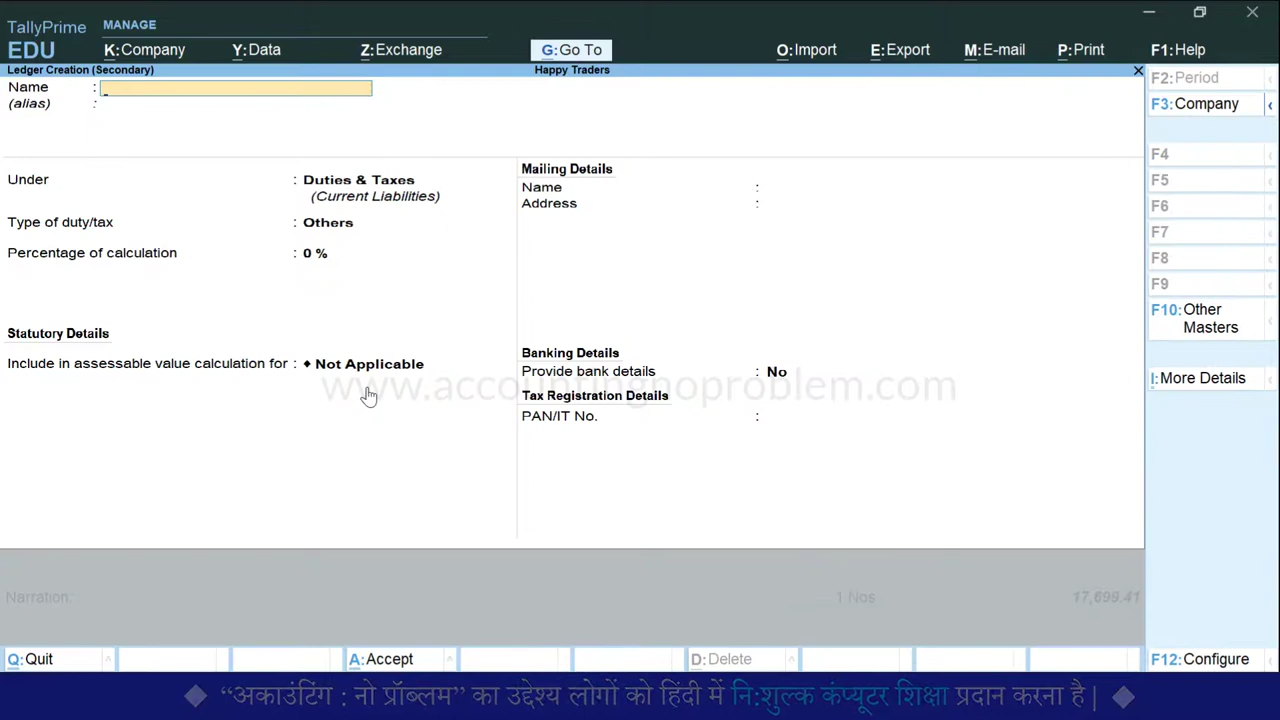 TallyPrime
EDU
MANAGE
K:Company
Y:Data
Z:Exchange
G:Go To
O:Import
E:Export
M:E-mail
P:Print
F1:Help
Ledger Creation (Secondary)
Happy Traders
Name :
(alias) :
Under : Duties & Taxes
(Current Liabilities)
Type of duty/tax : Others
Percentage of calculation : 0 %
Statutory Details
Include in assessable value calculation for : ♦ Not Applicable
Mailing Details
Name :
Address :
Banking Details
Provide bank details : No
Tax Registration Details
PAN/IT No. :
www.accountingnoproblem.com
F2:Period
F3:Company
F4
F5
F6
F7
F8
F9
F10:Other
Masters
I:More Details
F12:Configure
Narration:
1 Nos
17,699.41
Q:Quit
A:Accept
D:Delete
◆ “अकाउंटिंग : नो प्रॉब्लम” का उद्देश्य लोगों को हिंदी में नि:शुल्क कंप्यूटर शिक्षा प्रदान करना है| ◆